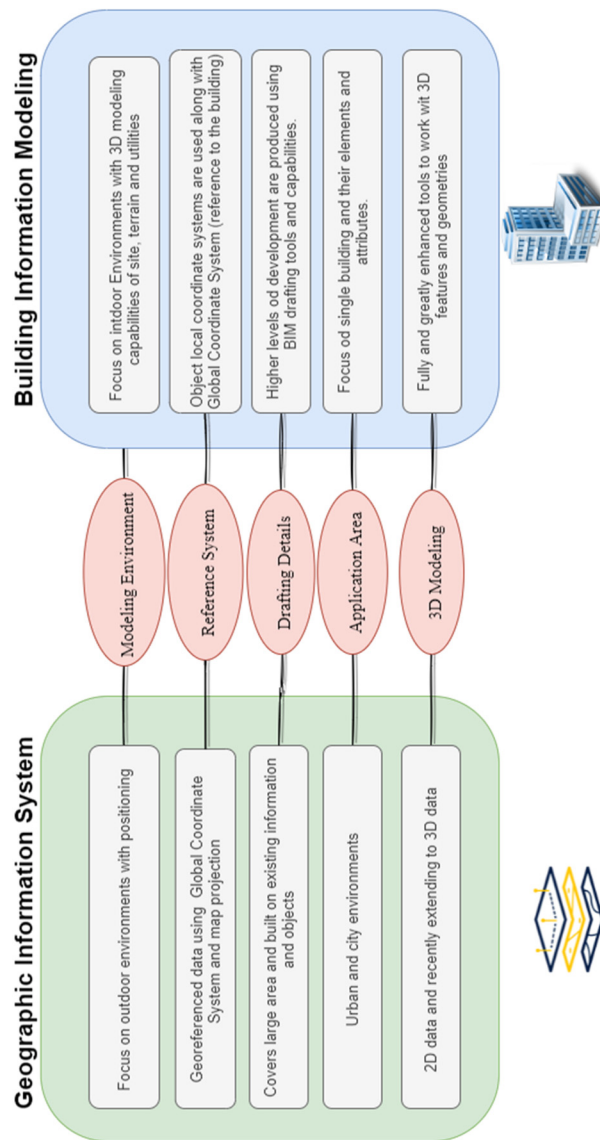 Geographic Information System
Building Information Modeling
Focus on outdoor environments with positioning
Modeling Environment
Focus on intdoor Environments with 3D modeling
capabilities of site, terrain and utilities
Georeferenced data using Global Coordinate
System and map projection
Reference System
Object local coordinate systems are used along with
Global Coordinate System (reference to the building)
Covers large area and built on existing information
and objects
Drafting Details
Higher levels od development are produced using
BIM drafting tools and capabilities.
Urban and city environments
Application Area
Focus od single building and their elements and
attributes.
2D data and recently extending to 3D data
3D Modeling
Fully and greatly enhanced tools to work wit 3D
features and geometries